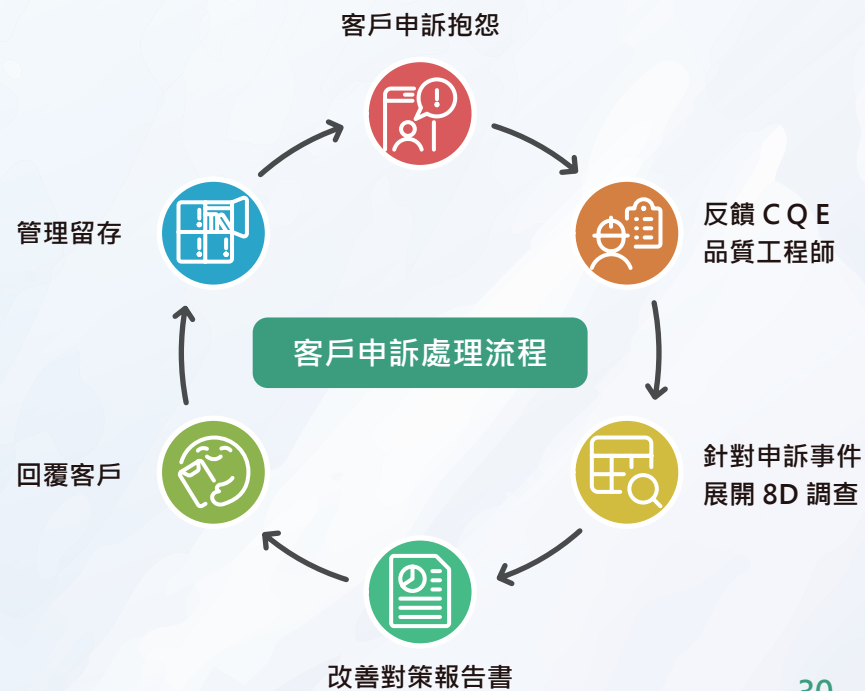 客戶申訴抱怨
反饋 C Q E
品質工程師
針對申訴事件
展開 8D 調查
改善對策報告書
回覆客戶
管理留存
客戶申訴處理流程
30